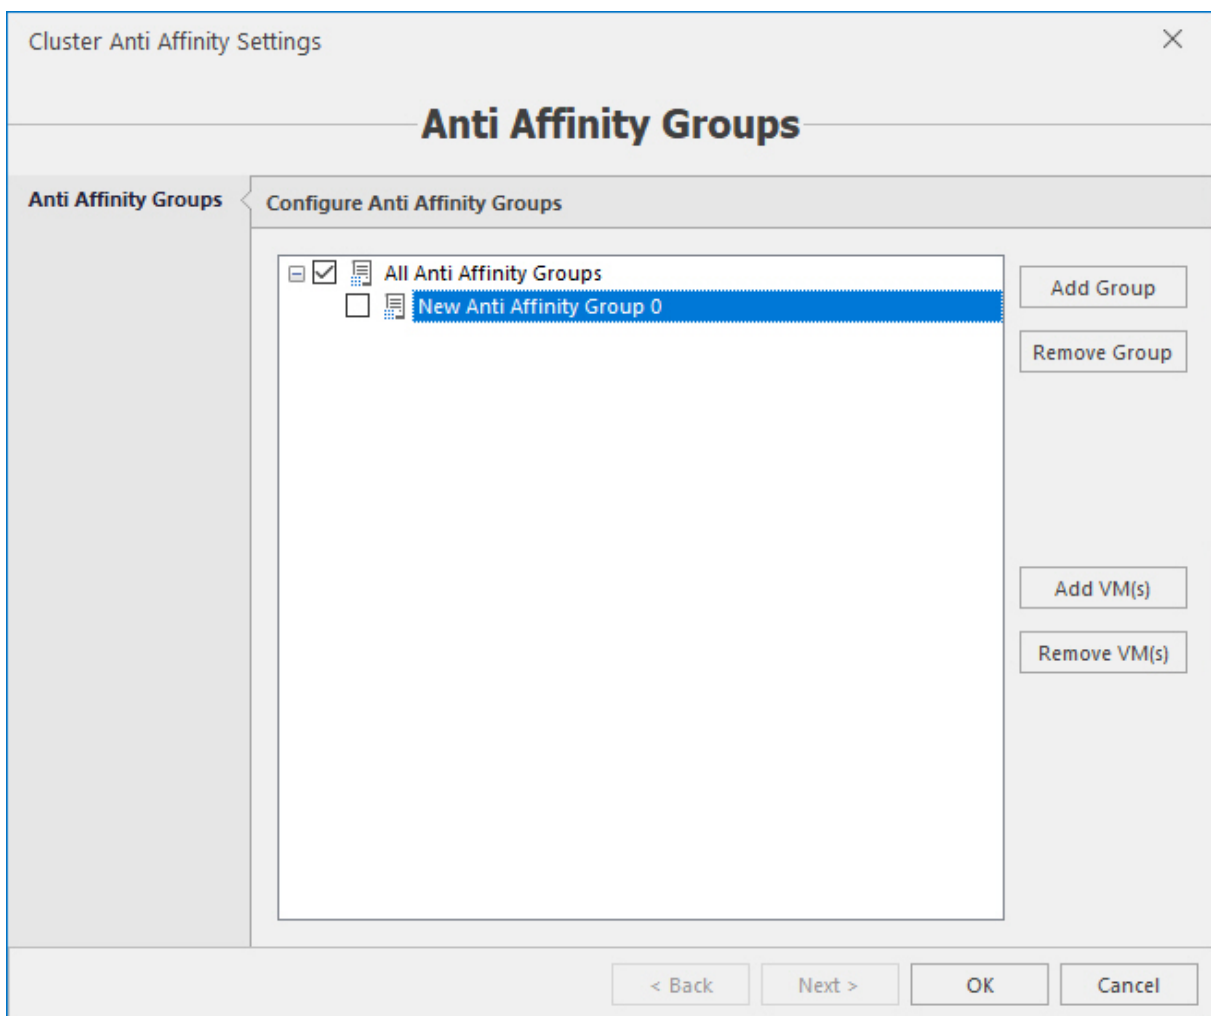 Cluster Anti Affinity Settings
Anti Affinity Groups
Anti Affinity Groups
Configure Anti Affinity Groups
All Anti Affinity Groups
New Anti Affinity Group 0
Add Group
Remove Group
Add VM(s)
Remove VM(s)
< Back
Next >
OK
Cancel